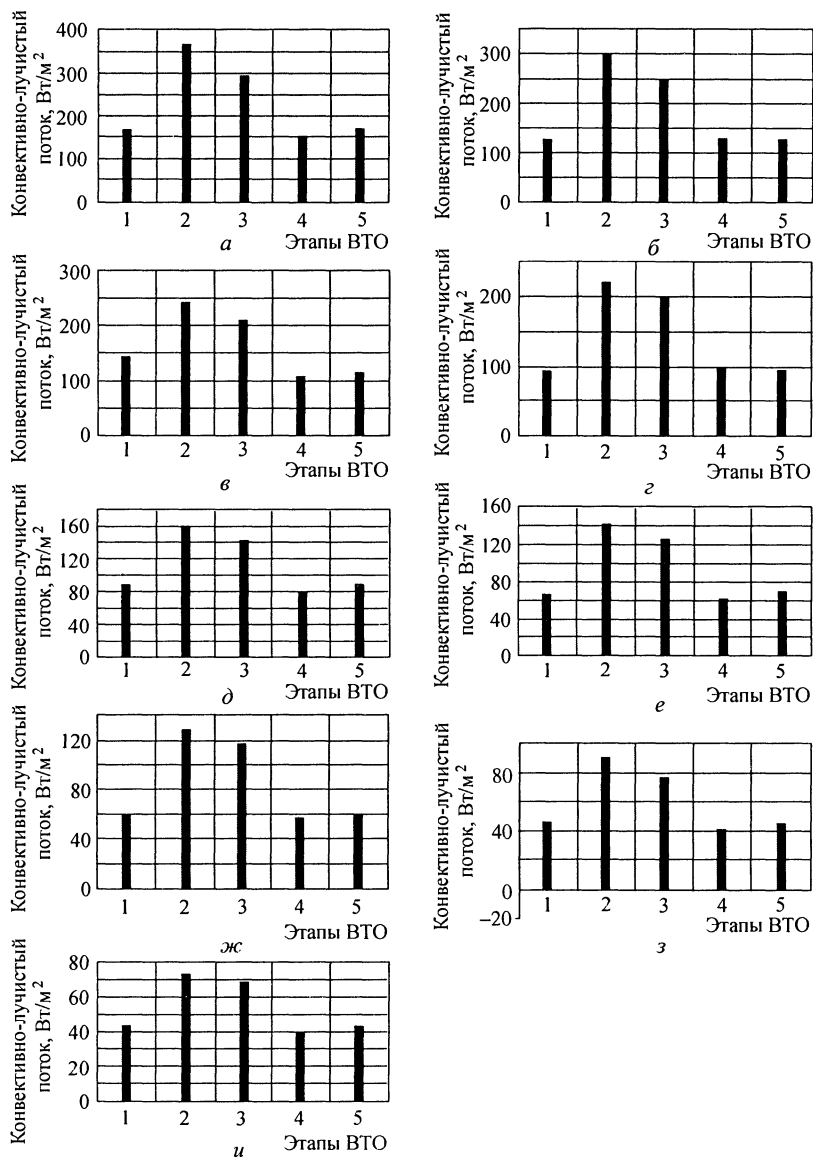 Конвективно-лучистый
поток, Вт/м²
400
300
200
100
0
1 2 3 4 5
а Этапы ВТО
Конвективно-лучистый
поток, Вт/м²
300
200
100
0
1 2 3 4 5
б Этапы ВТО
Конвективно-лучистый
поток, Вт/м²
300
200
100
0
1 2 3 4 5
в Этапы ВТО
Конвективно-лучистый
поток, Вт/м²
200
100
0
1 2 3 4 5
г Этапы ВТО
Конвективно-лучистый
поток, Вт/м²
160
120
80
40
0
1 2 3 4 5
д Этапы ВТО
Конвективно-лучистый
поток, Вт/м²
160
120
80
40
0
1 2 3 4 5
е Этапы ВТО
Конвективно-лучистый
поток, Вт/м²
120
80
40
0
1 2 3 4 5
ж Этапы ВТО
Конвективно-лучистый
поток, Вт/м²
80
40
0
−20
1 2 3 4 5
з Этапы ВТО
Конвективно-лучистый
поток, Вт/м²
80
60
40
20
0
1 2 3 4 5
и Этапы ВТО